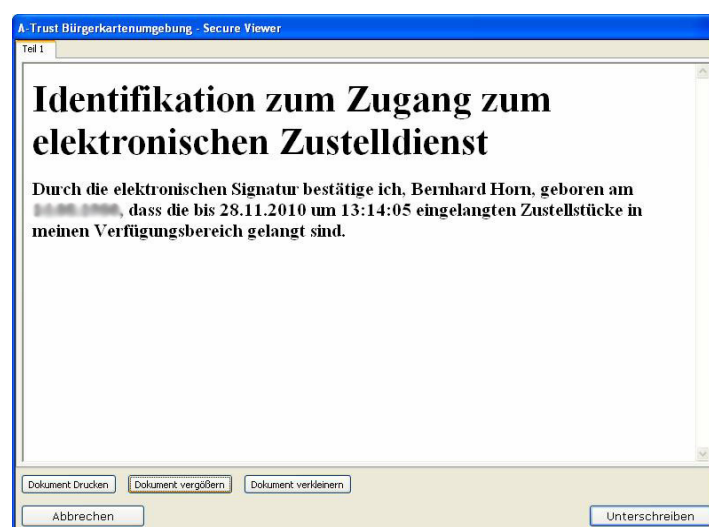 A-Trust Bürgerkartenumgebung - Secure Viewer
Teil 1
Identifikation zum Zugang zum
elektronischen Zustelldienst
Durch die elektronischen Signatur bestätige ich, Bernhard Horn, geboren am
, dass die bis 28.11.2010 um 13:14:05 eingelangten Zustellstücke in
meinen Verfügungsbereich gelangt sind.
Dokument Drucken Dokument vergößern Dokument verkleinern
Abbrechen Unterschreiben